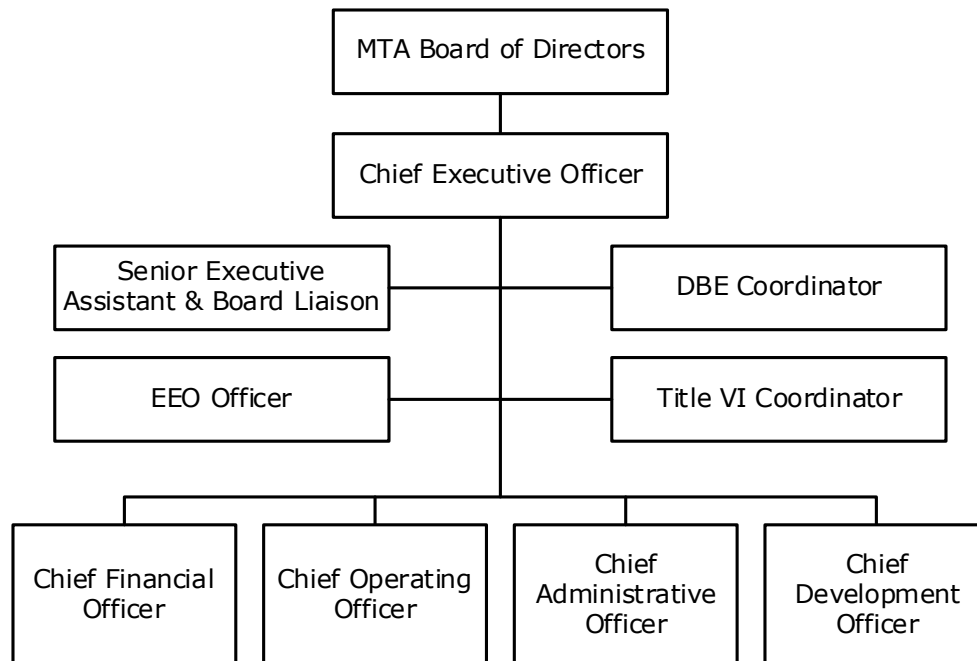 MTA Board of Directors
Chief Executive Officer
Senior Executive
Assistant & Board Liaison
DBE Coordinator
EEO Officer
Title VI Coordinator
Chief Financial
Officer
Chief Operating
Officer
Chief
Administrative
Officer
Chief
Development
Officer